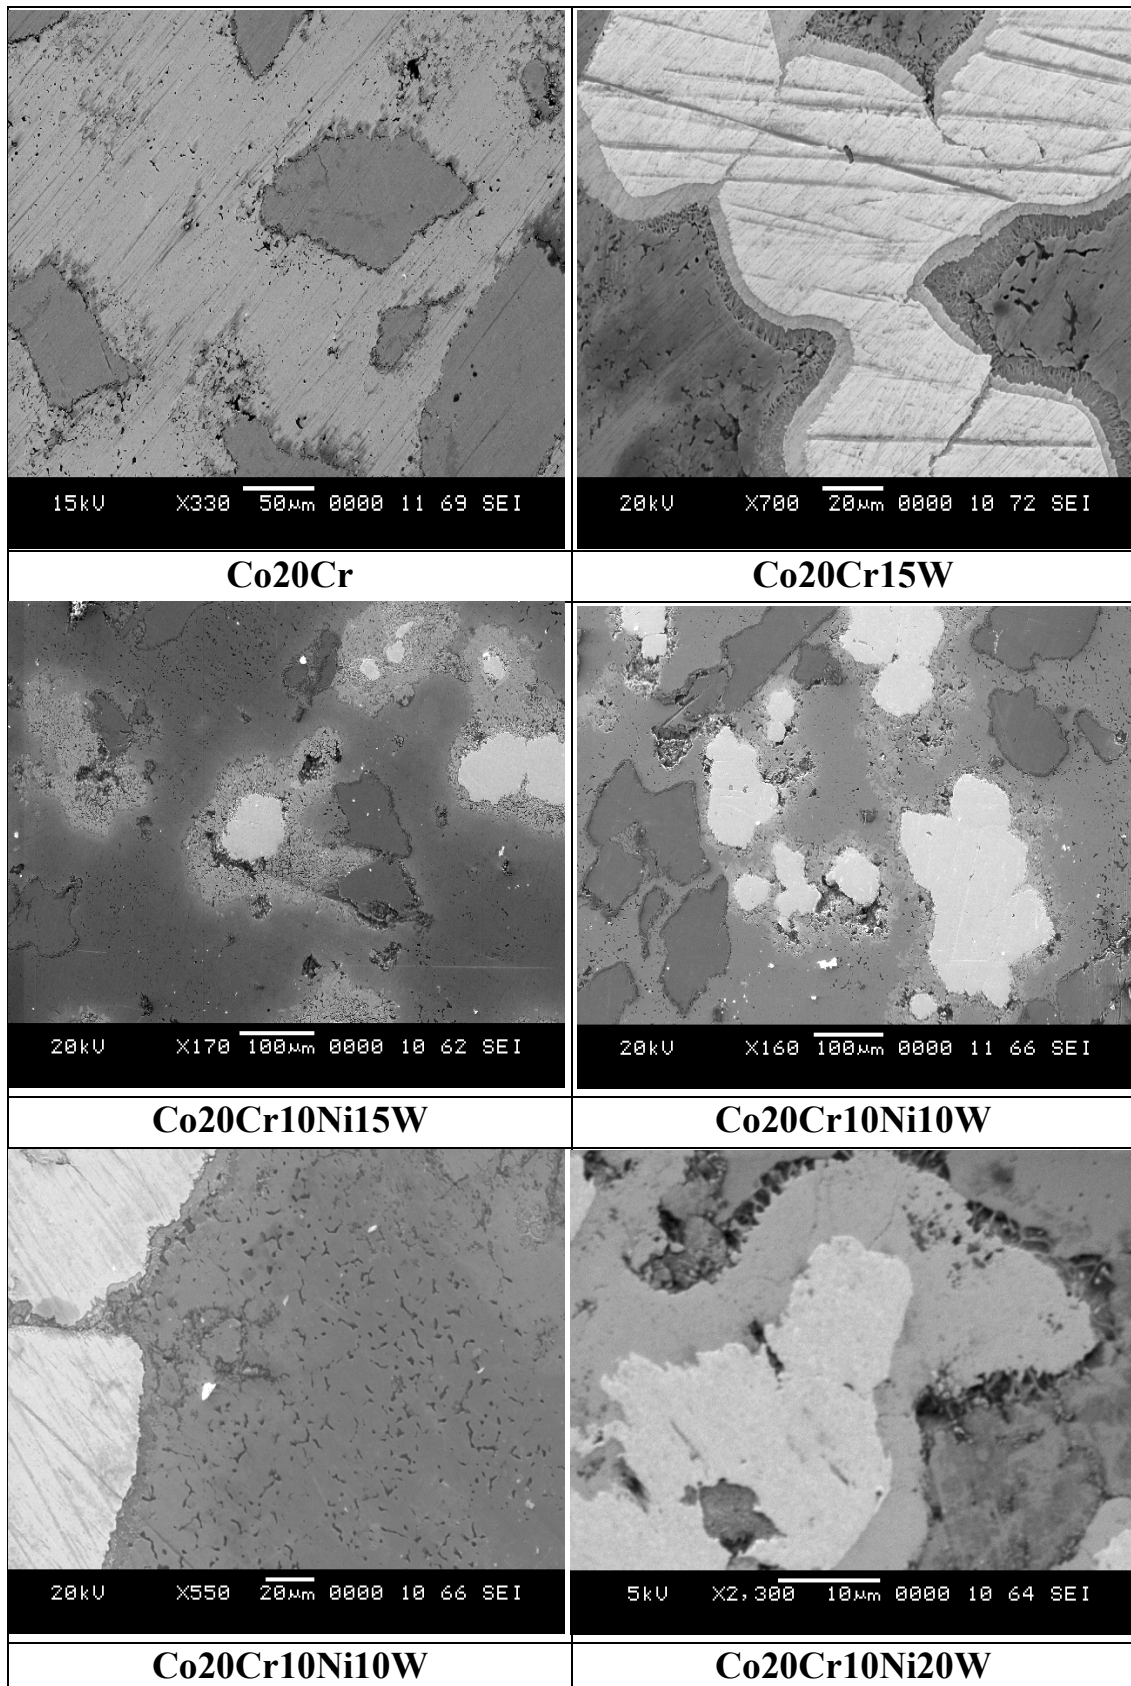 15kV X330 50μm 0000 11 69 SEI
20kV X700 20μm 0000 10 72 SEI
Co20Cr
Co20Cr15W
20kV X170 100μm 0000 10 62 SEI
20kV X160 100μm 0000 11 66 SEI
Co20Cr10Ni15W
Co20Cr10Ni10W
20kV X550 20μm 0000 10 66 SEI
5kV X2,300 10μm 0000 10 64 SEI
Co20Cr10Ni10W
Co20Cr10Ni20W